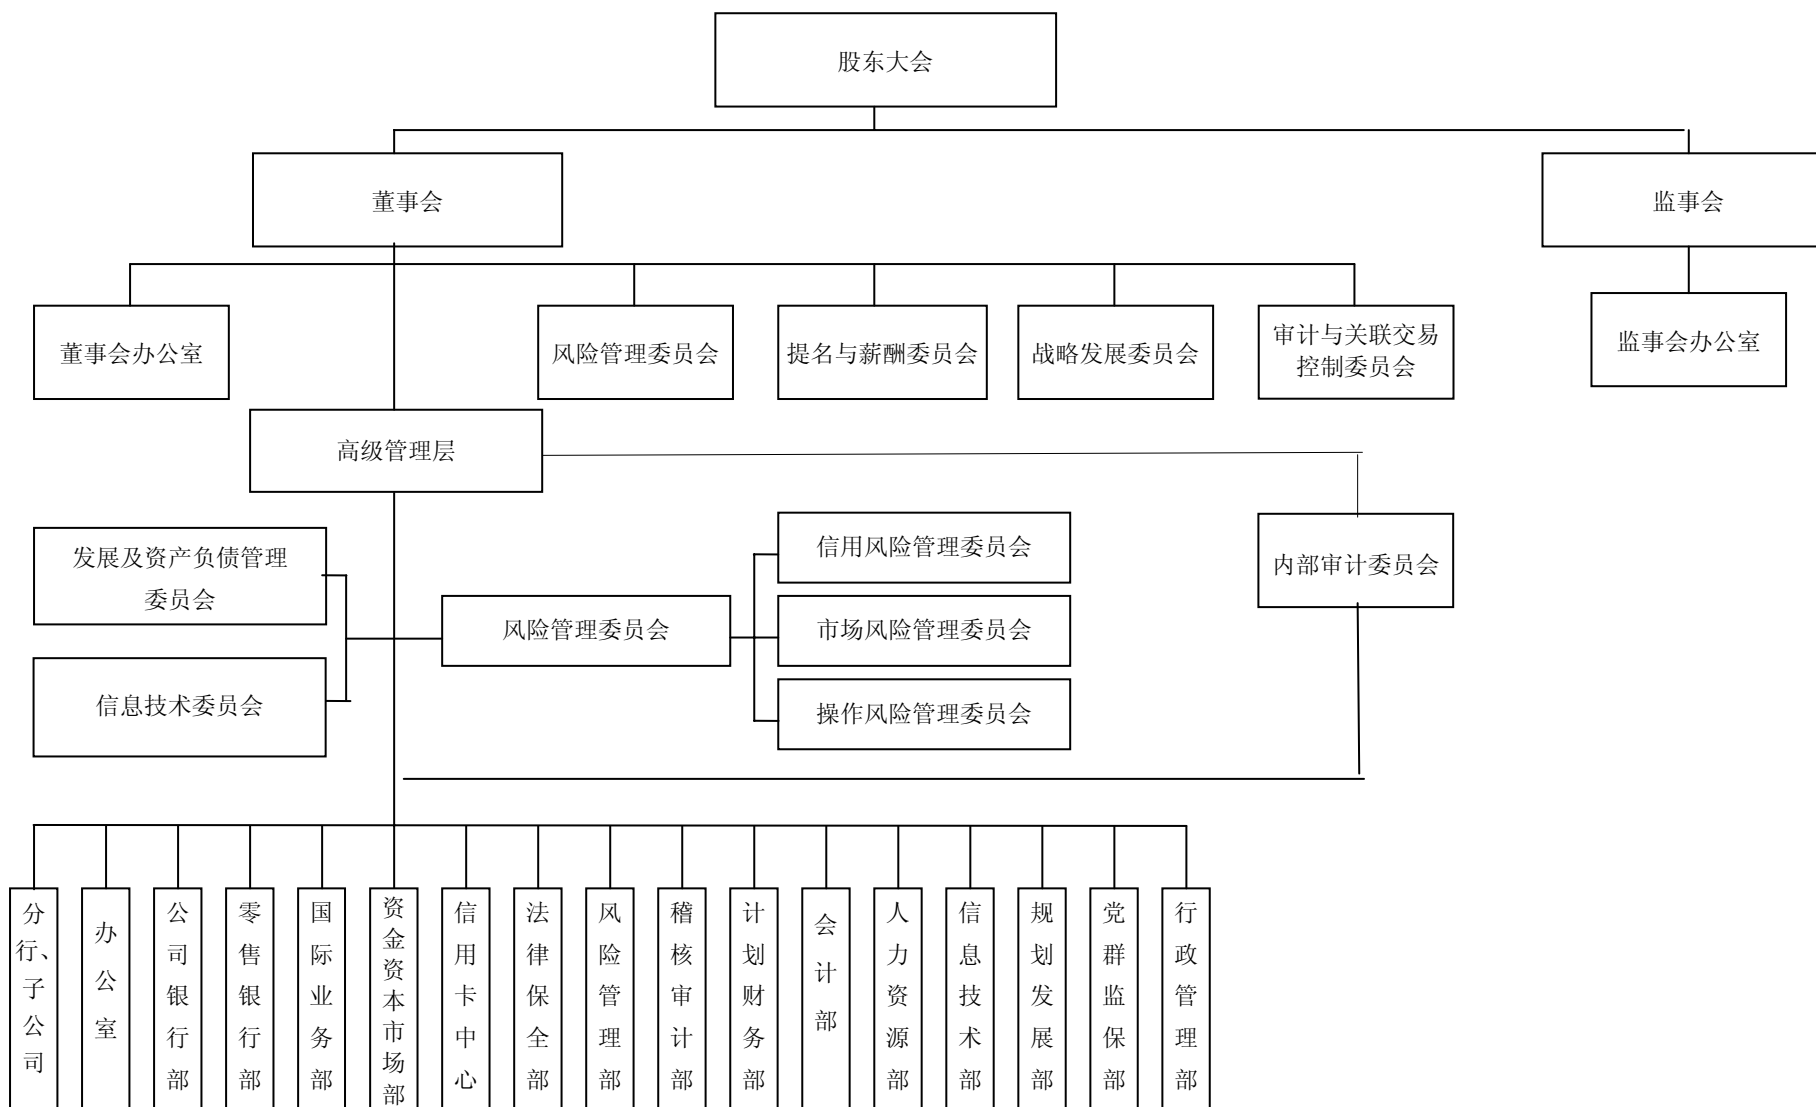 股东大会
董事会
监事会
董事会办公室
风险管理委员会
提名与薪酬委员会
战略发展委员会
审计与关联交易
控制委员会
监事会办公室
高级管理层
发展及资产负债管理
委员会
信用风险管理委员会
内部审计委员会
风险管理委员会
市场风险管理委员会
信息技术委员会
操作风险管理委员会
分行、子公司
办公室
公司银行部
零售银行部
国际业务部
资金资本市场部
信用卡中心
法律保全部
风险管理部
稽核审计部
计划财务部
会计部
人力资源部
信息技术部
规划发展部
党群监保部
行政管理部